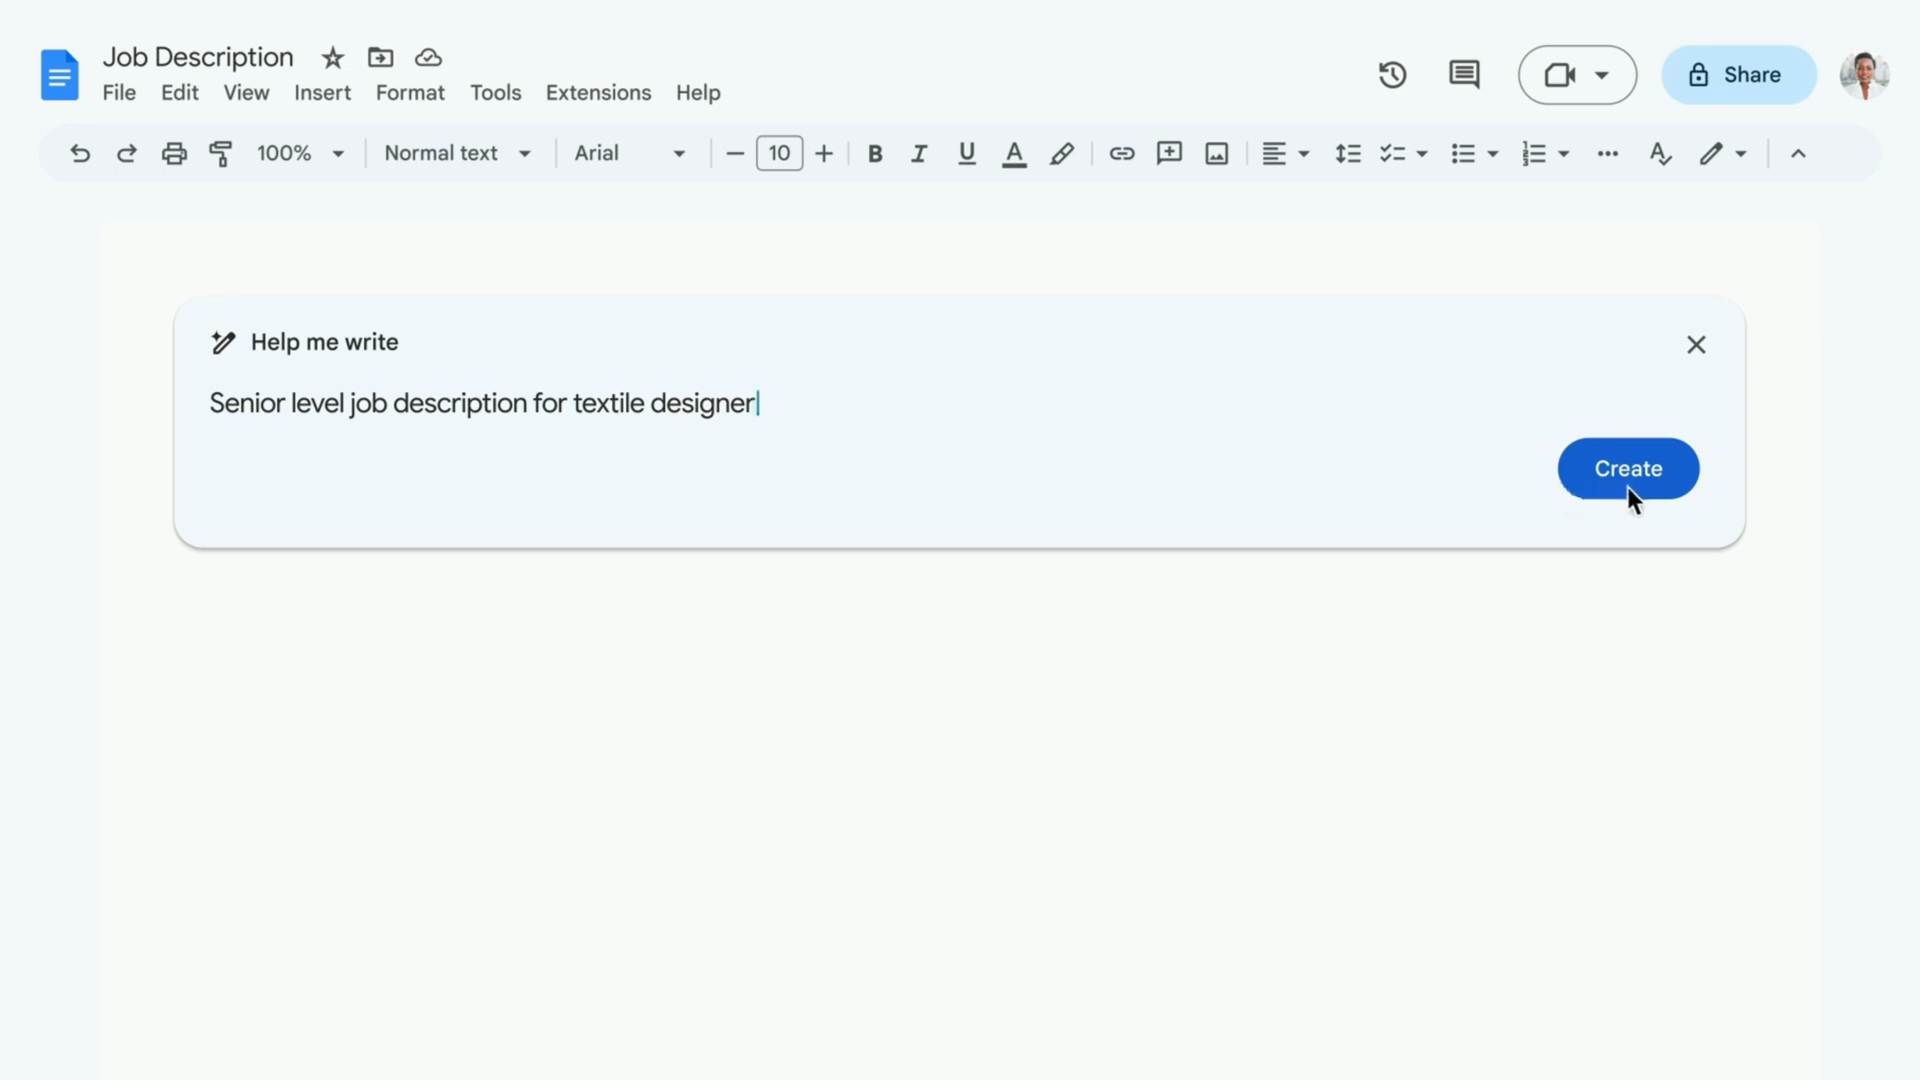 Job Description
File Edit View Insert Format Tools Extensions Help
Share
100% Normal text Arial 10 B I U A
Help me write
Senior level job description for textile designer
Create